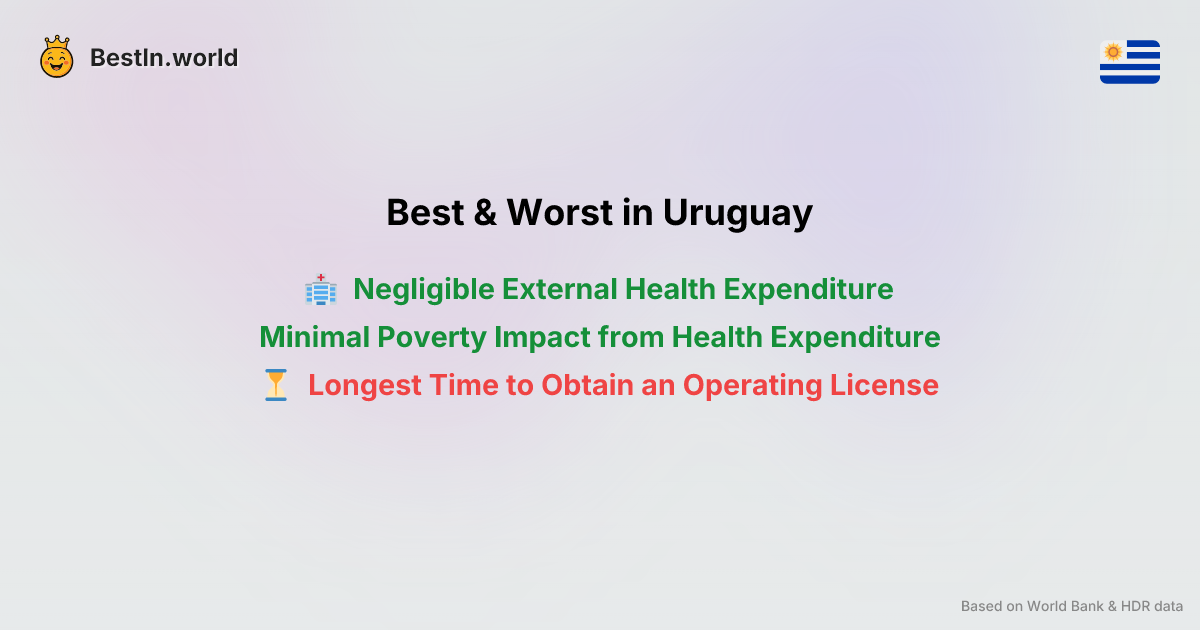 BestIn.world
Best & Worst in Uruguay
Negligible External Health Expenditure
Minimal Poverty Impact from Health Expenditure
Longest Time to Obtain an Operating License
Based on World Bank & HDR data